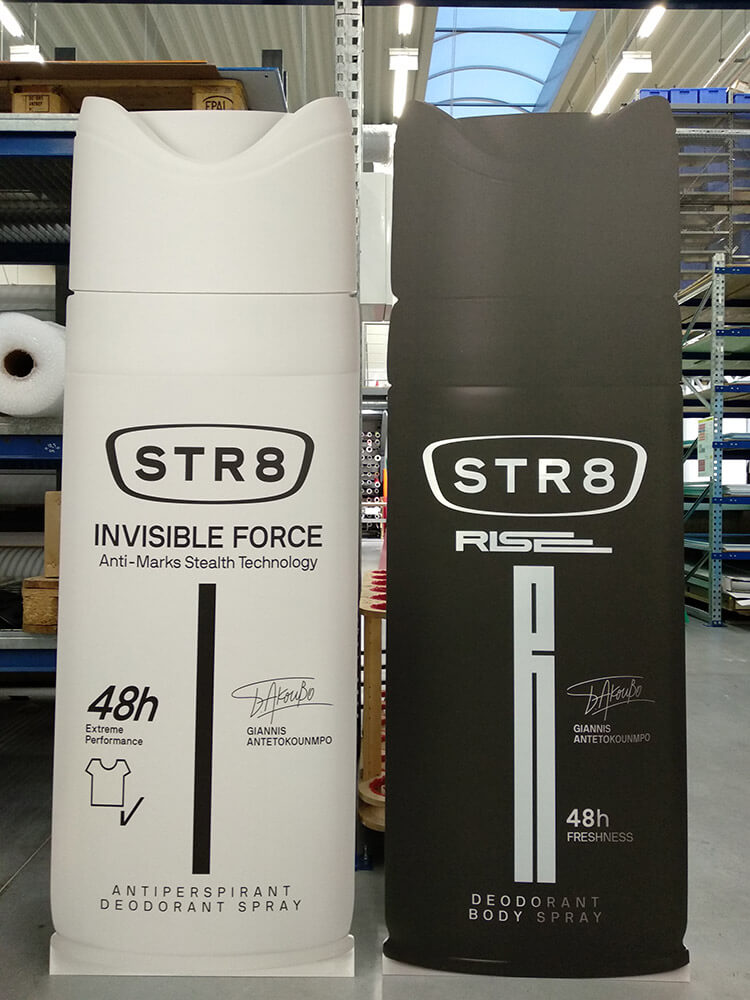 EPAL
STR8
INVISIBLE FORCE
Anti-Marks Stealth Technology
48h
Extreme
Performance
GIANNIS
ANTETOKOUNMPO
ANTIPERSPIRANT
DEODORANT SPRAY
STR8
RISE
R
GIANNIS
ANTETOKOUNMPO
48h
FRESHNESS
DEODORANT
BODY SPRAY